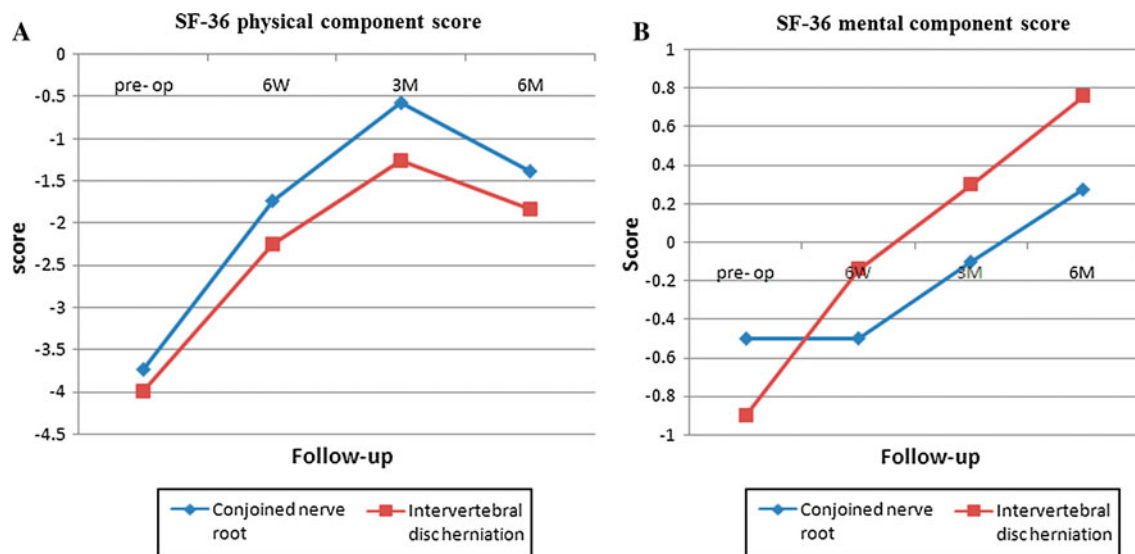 A
SF-36 physical component score
0
-0.5
-1
-1.5
-2
-2.5
-3
-3.5
-4
-4.5
pre- op
6W
3M
6M
score
Follow-up
Conjoined nerve
root
Intervertebral
discherniation
B
SF-36 mental component score
1
0.8
0.6
0.4
0.2
0
-0.2
-0.4
-0.6
-0.8
-1
pre- op
6W
3M
6M
Score
Follow-up
Conjoined nerve
root
Intervertebral
discherniation